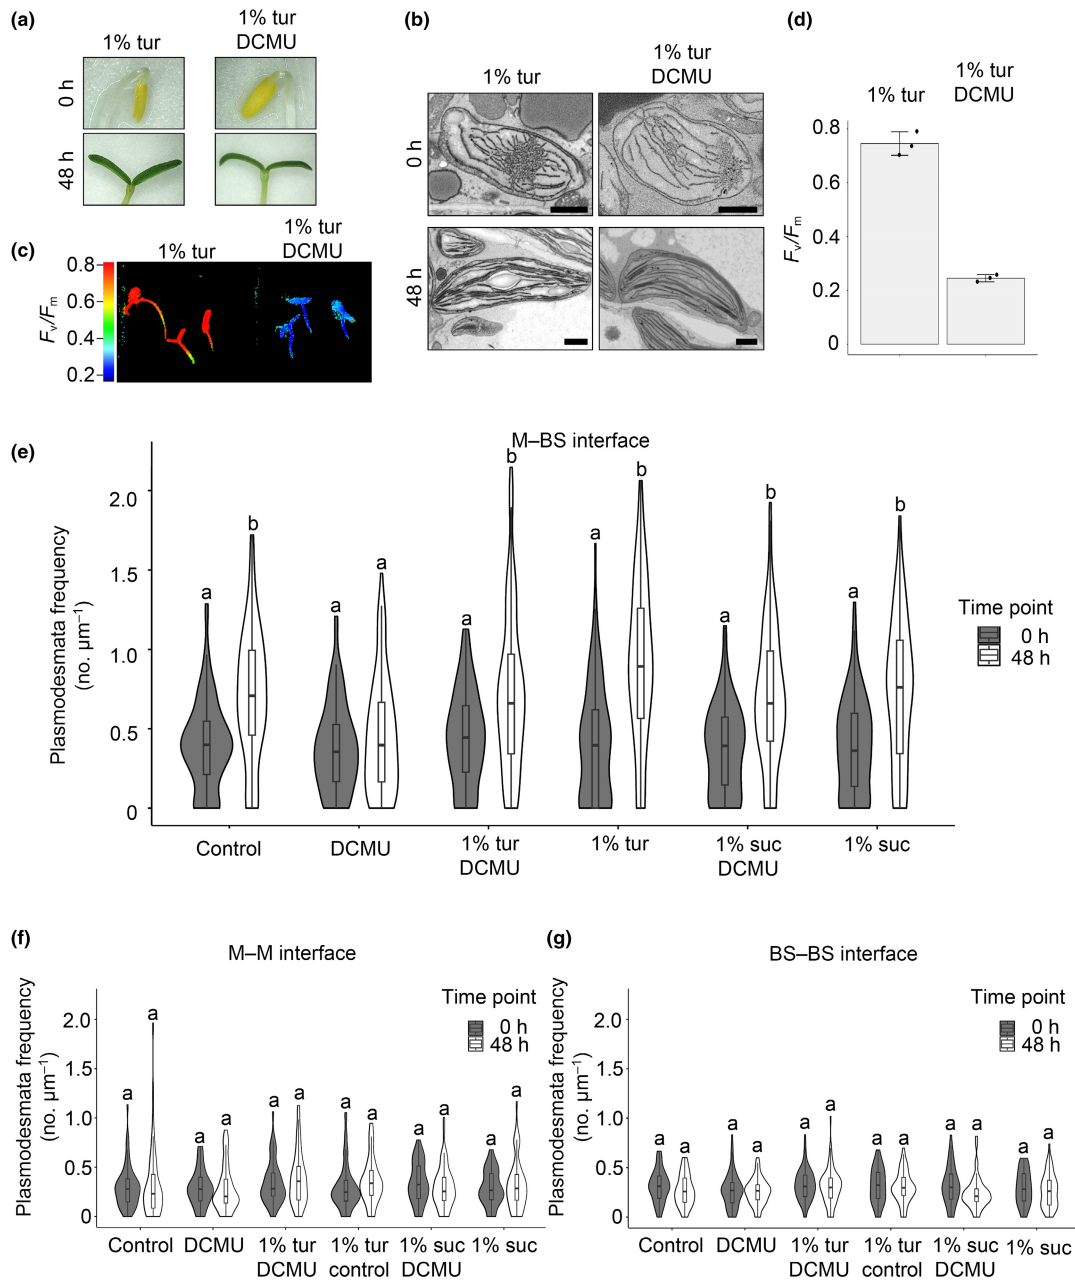 (a)
1% tur
1% tur
DCMU
0 h
48 h
(b)
1% tur
1% tur
DCMU
0 h
48 h
(c)
1% tur
1% tur
DCMU
0.8
0.6
0.4
0.2
Fv/Fm
(d)
1% tur
1% tur
DCMU
0.8
0.6
0.4
0.2
0
Fv/Fm
(e)
M–BS interface
Plasmodesmata frequency
(no. µm⁻¹)
2.0
1.5
1.0
0.5
0
a b a a a b a b a b a b
Time point
0 h
48 h
Control DCMU 1% tur 1% tur 1% suc 1% suc
DCMU DCMU
(f)
M–M interface
Plasmodesmata frequency
(no. µm⁻¹)
2.0
1.5
1.0
0.5
0
a a a a a a a a a a a a
Time point
0 h
48 h
Control DCMU 1% tur 1% tur 1% suc 1% suc
DCMU control DCMU
(g)
BS–BS interface
Plasmodesmata frequency
(no. µm⁻¹)
2.0
1.5
1.0
0.5
0
a a a a a a a a a a a a
Time point
0 h
48 h
Control DCMU 1% tur 1% tur 1% suc 1% suc
DCMU control DCMU